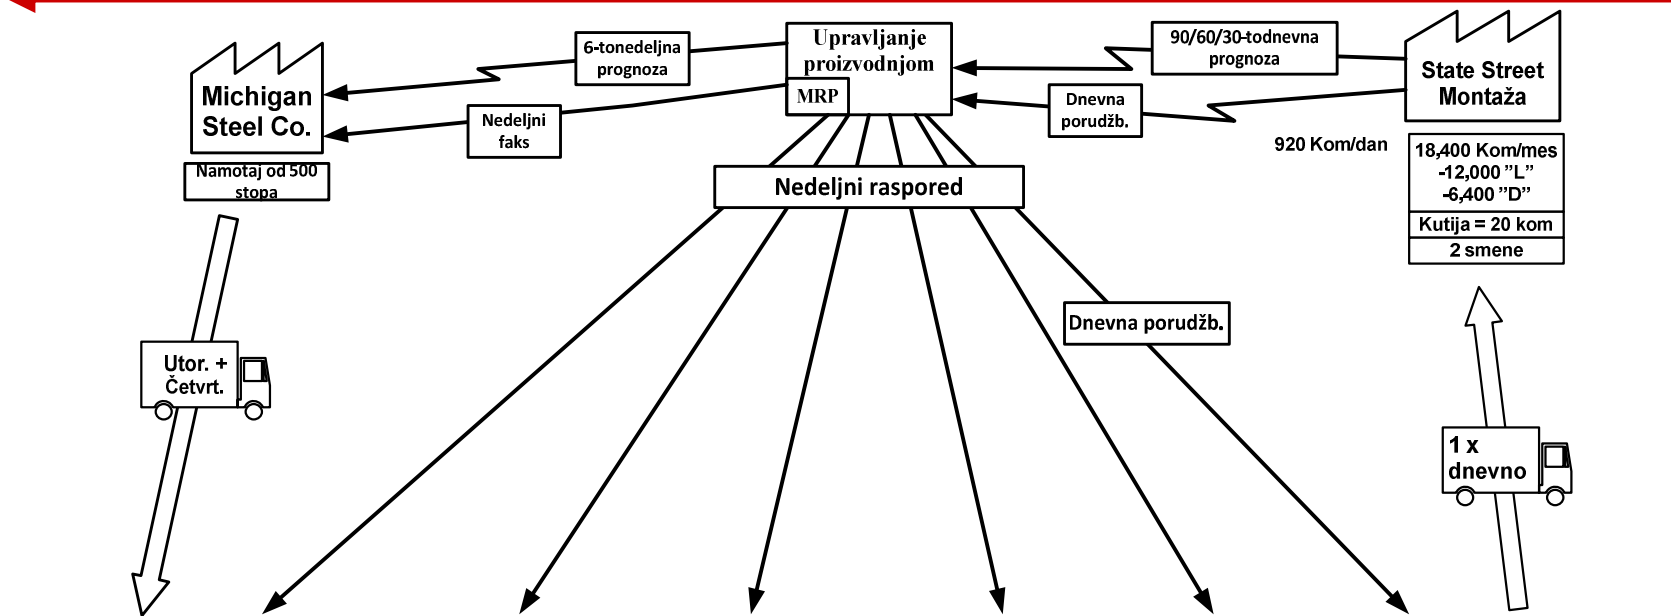 Michigan
Steel Co.
Namotaj od 500
stopa
6-tonedeljna
prognoza
Nedeljni
faks
Upravljanje
proizvodnjom
MRP
90/60/30-todnevna
prognoza
Dnevna
porudžb.
State Street
Montaža
920 Kom/dan
18,400 Kom/mes
-12,000 ”L”
-6,400 ”D”
Kutija = 20 kom
2 smene
Nedeljni raspored
Dnevna porudžb.
Utor. +
Četvrt.
1 x
dnevno